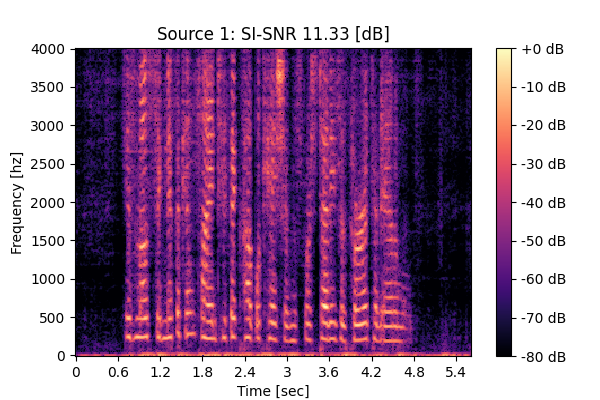 Source 1: SI-SNR 11.33 [dB]
4000
3500
3000
2500
2000
1500
1000
500
0
Frequency [hz]
0 0.6 1.2 1.8 2.4 3 3.6 4.2 4.8 5.4
Time [sec]
+0 dB
-10 dB
-20 dB
-30 dB
-40 dB
-50 dB
-60 dB
-70 dB
-80 dB